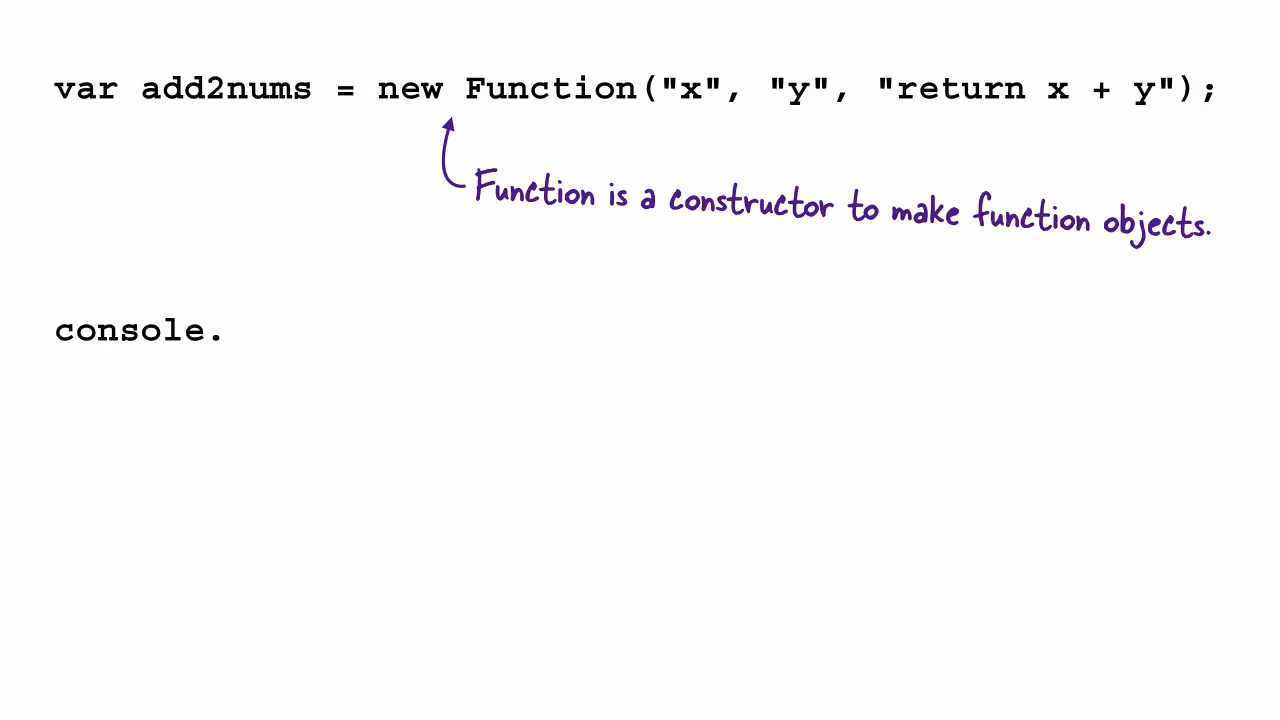 var add2nums = new Function("x", "y", "return x + y");
Function is a constructor to make function objects.
console.